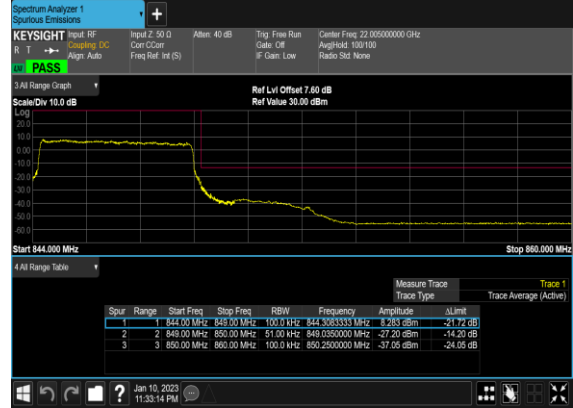 Spectrum Analyzer 1
Spurious Emissions
KEYSIGHT Input: RF Input Z: 50 Ω Atten: 40 dB Trig: Free Run Center Freq: 22.005000000 GHz
R T Coupling: DC Corr CCorr Gate: Off Avg|Hold: 100/100
Align: Auto Freq Ref: Int (S) IF Gain: Low Radio Std: None
PASS
3 All Range Graph
Ref Lvl Offset 7.60 dB
Scale/Div 10.0 dB Ref Value 30.00 dBm
Log
20.0
10.0
0.00
-10.0
-20.0
-30.0
-40.0
-50.0
-60.0
Start 844.000 MHz Stop 860.000 MHz
4 All Range Table
Measure Trace Trace 1
Trace Type Trace Average (Active)
Spur Range Start Freq Stop Freq RBW Frequency Amplitude ΔLimit
1 1 844.00 MHz 849.00 MHz 100.0 kHz 844.3083333 MHz 8.283 dBm -21.72 dB
2 2 849.00 MHz 850.00 MHz 51.00 kHz 849.0350000 MHz -27.20 dBm -14.20 dB
3 3 850.00 MHz 860.00 MHz 100.0 kHz 850.2500000 MHz -37.05 dBm -24.05 dB
Jan 10, 2023
11:33:14 PM